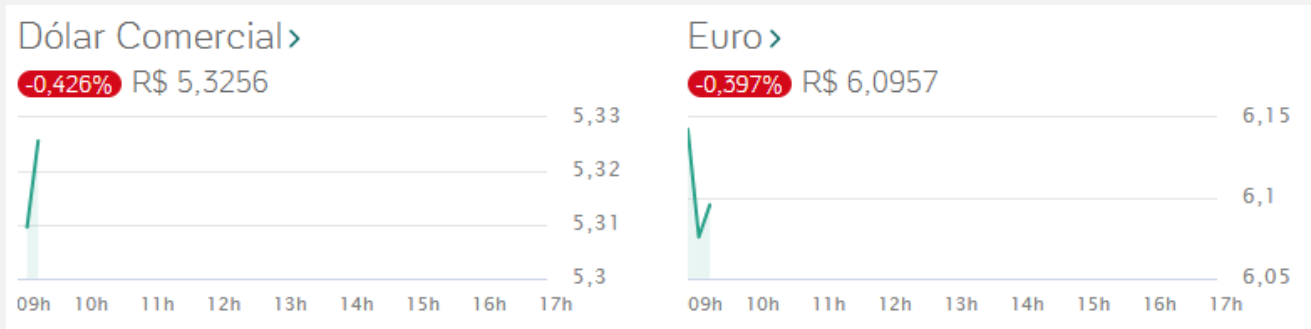 Dólar Comercial >
-0,426% R$ 5,3256
5,33
5,32
5,31
5,3
09h 10h 11h 12h 13h 14h 15h 16h 17h
Euro >
-0,397% R$ 6,0957
6,15
6,1
6,05
09h 10h 11h 12h 13h 14h 15h 16h 17h